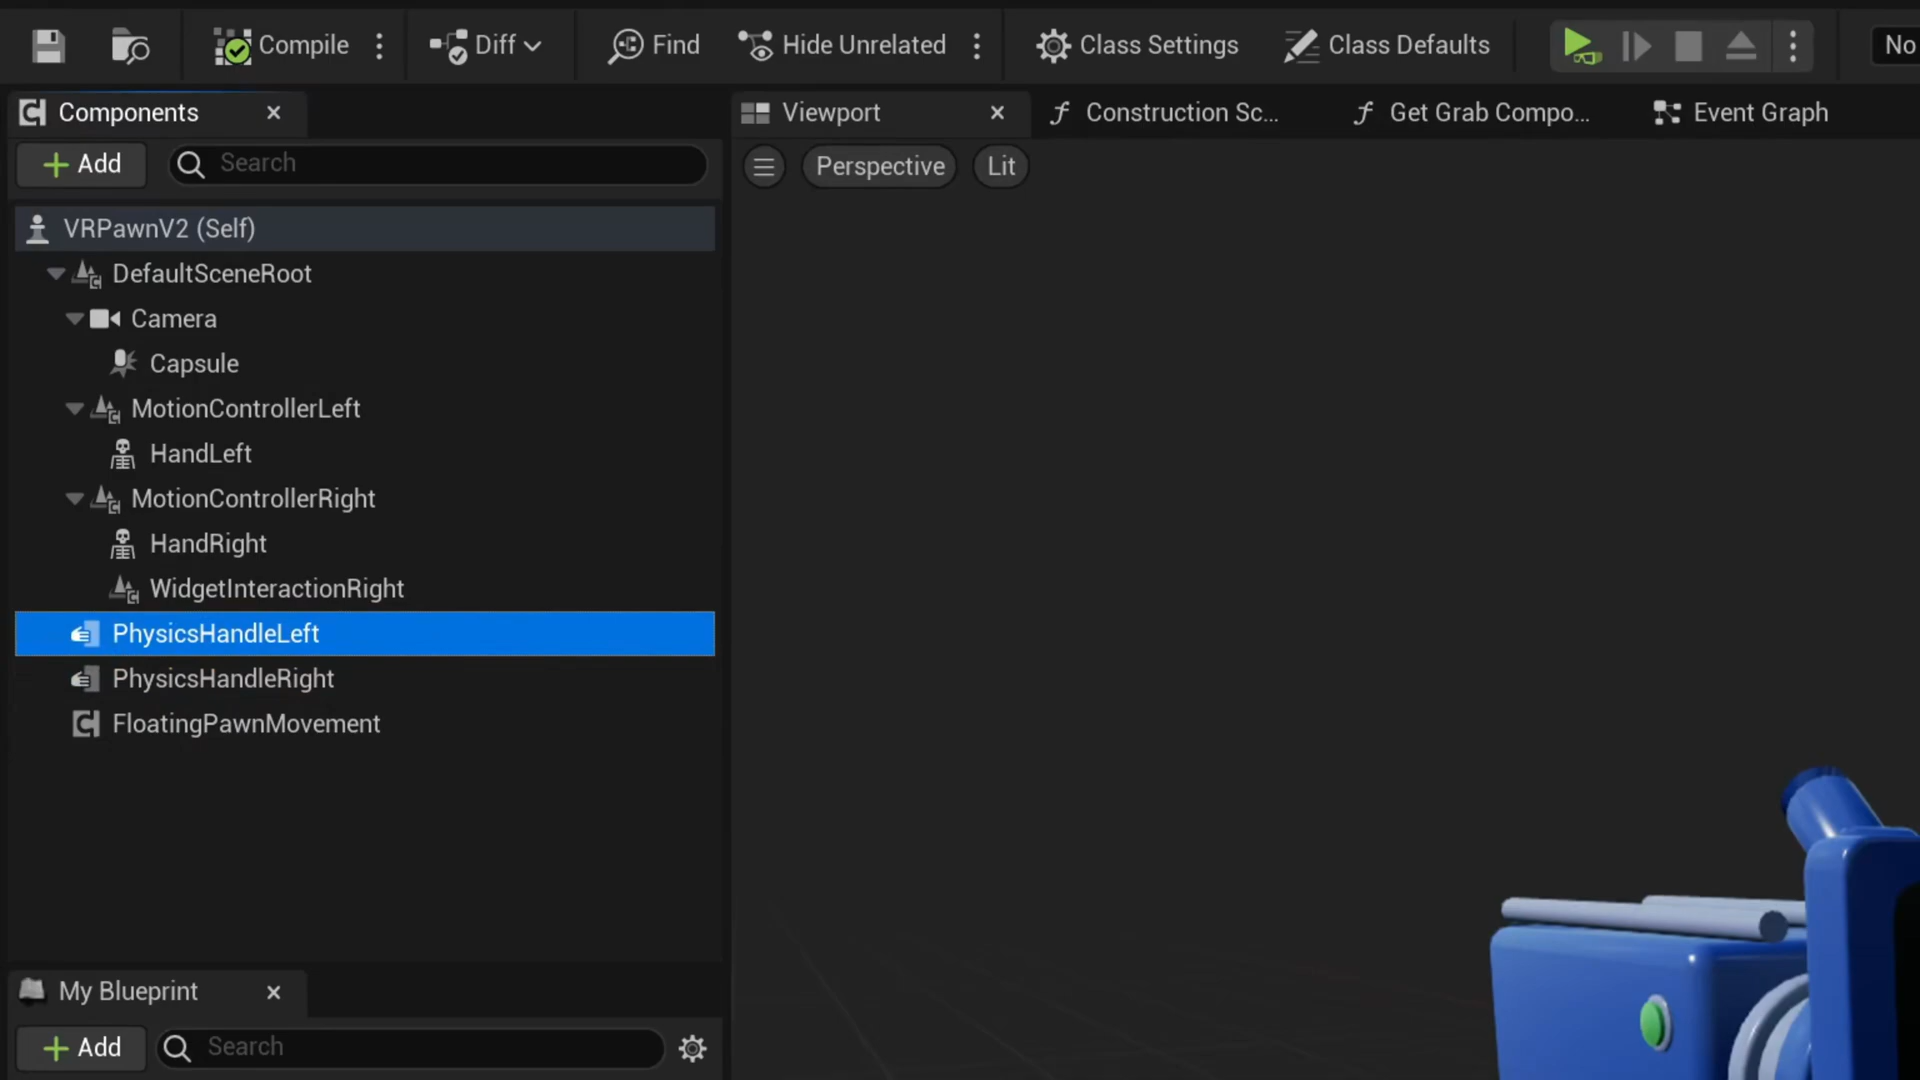 Compile
Diff
Find
Hide Unrelated
Class Settings
Class Defaults
No
Components
Viewport
Construction Sc...
Get Grab Compo...
Event Graph
Add
Search
Perspective
Lit
VRPawnV2 (Self)
DefaultSceneRoot
Camera
Capsule
MotionControllerLeft
HandLeft
MotionControllerRight
HandRight
WidgetInteractionRight
PhysicsHandleLeft
PhysicsHandleRight
FloatingPawnMovement
My Blueprint
Add
Search